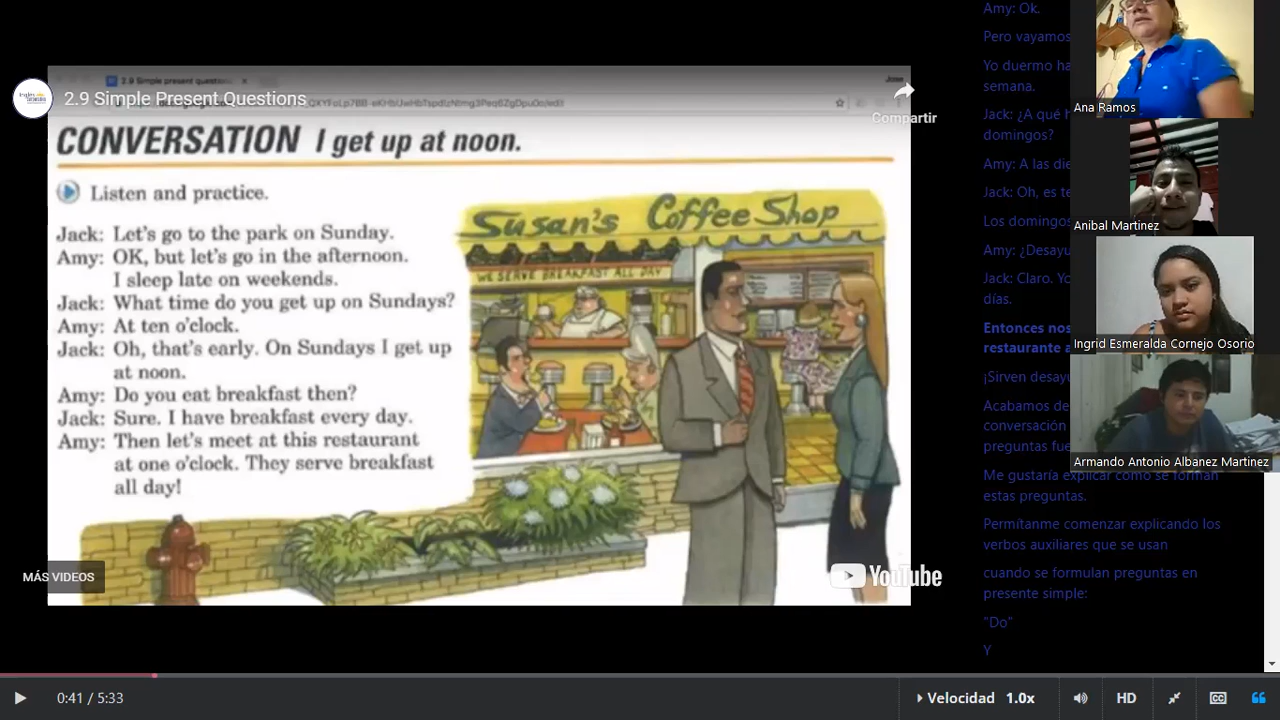 2.9 Simple present question
2.9 Simple Present Questions
Compartir
CONVERSATION I get up at noon.
Listen and practice.
Jack: Let's go to the park on Sunday.
Amy: OK, but let's go in the afternoon.
I sleep late on weekends.
Jack: What time do you get up on Sundays?
Amy: At ten o'clock.
Jack: Oh, that's early. On Sundays I get up
at noon.
Amy: Do you eat breakfast then?
Jack: Sure. I have breakfast every day.
Amy: Then let's meet at this restaurant
at one o'clock. They serve breakfast
all day!
Susan's Coffee Shop
WE SERVE BREAKFAST ALL DAY
MÁS VIDEOS
YouTube
Amy: Ok.
Pero vayamos
Yo duermo
semana.
Jack: ¿A qué
domingos?
Amy: A las
Jack: Oh, es
Los domingos
Amy:
Jack: Claro.
días.
Entonces nos
restaurante
¡Sirven
Acabamos de
conversación
preguntas
Me gustaría explicar cómo se forman
estas preguntas.
Permítanme comenzar explicando los
verbos auxiliares que se usan
cuando se formulan preguntas en
presente simple:
"Do"
Y
Ana Ramos
Anibal Martinez
Ingrid Esmeralda Cornejo Osorio
Armando Antonio Albanez Martinez
0:41 / 5:33
Velocidad 1.0x
HD
CC